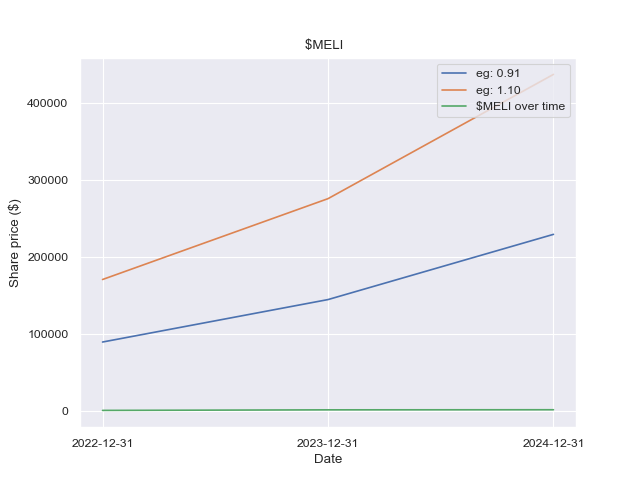 $MELI
eg: 0.91
eg: 1.10
$MELI over time
400000
300000
200000
100000
0
Share price ($)
2022-12-31
2023-12-31
2024-12-31
Date